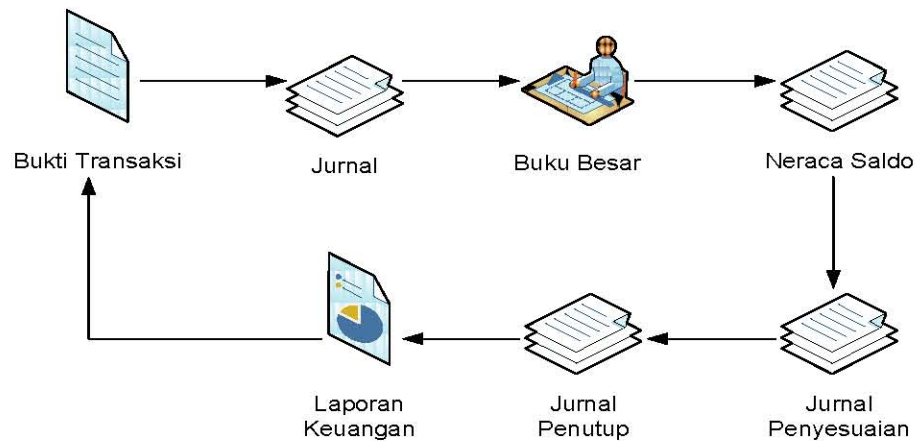 Bukti Transaksi
Jurnal
Buku Besar
Neraca Saldo
Laporan
Keuangan
Jurnal
Penutup
Jurnal
Penyesuaian